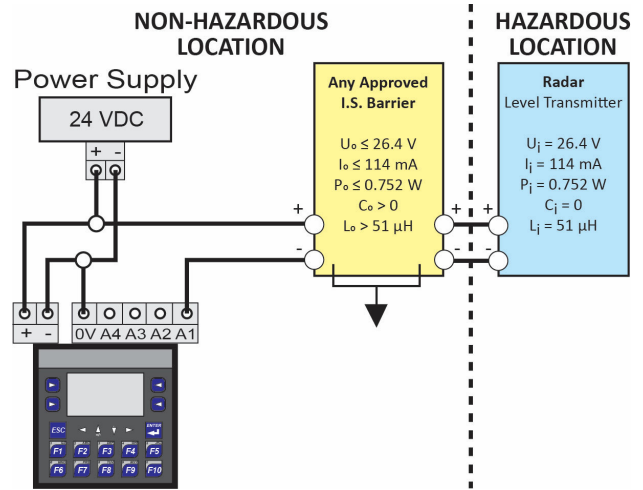 NON-HAZARDOUS
LOCATION
HAZARDOUS
LOCATION
Power Supply
24 VDC
+ -
Any Approved
I.S. Barrier
Uₒ ≤ 26.4 V
Iₒ ≤ 114 mA
Pₒ ≤ 0.752 W
Cₒ > 0
Lₒ > 51 µH
Radar
Level Transmitter
Uᵢ = 26.4 V
Iᵢ = 114 mA
Pᵢ = 0.752 W
Cᵢ = 0
Lᵢ = 51 µH
+ + +
- - -
+ - 0V A4 A3 A2 A1
ESC ENTER
F1 F2 F3 F4 F5
F6 F7 F8 F9 F10